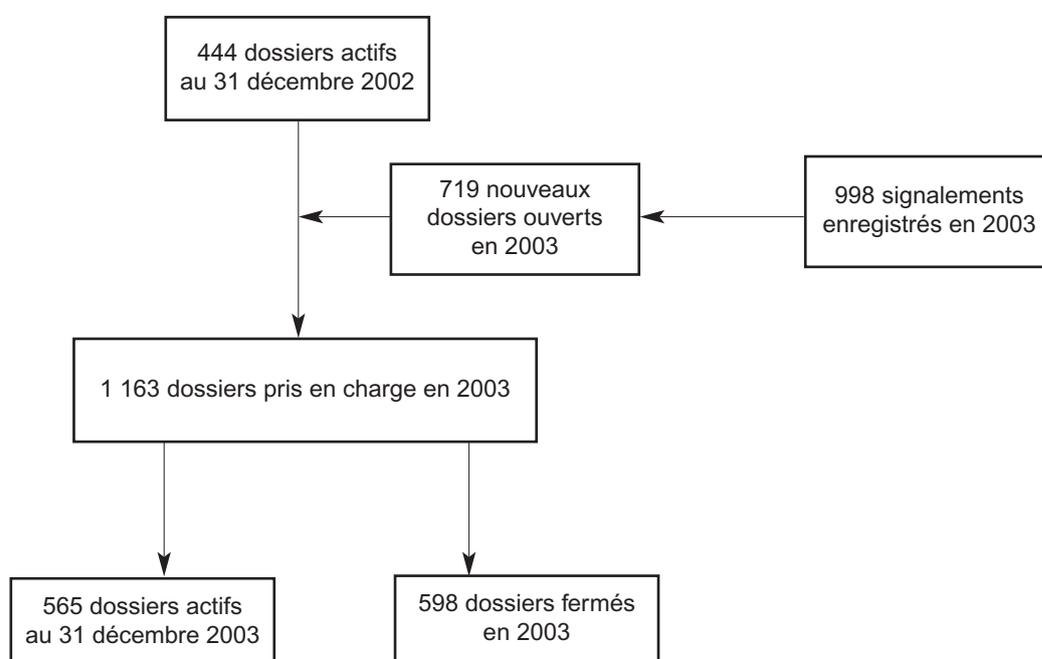 444 dossiers actifs
au 31 décembre 2002
719 nouveaux
dossiers ouverts
en 2003
998 signalements
enregistrés en 2003
1 163 dossiers pris en charge en 2003
565 dossiers actifs
au 31 décembre 2003
598 dossiers fermés
en 2003